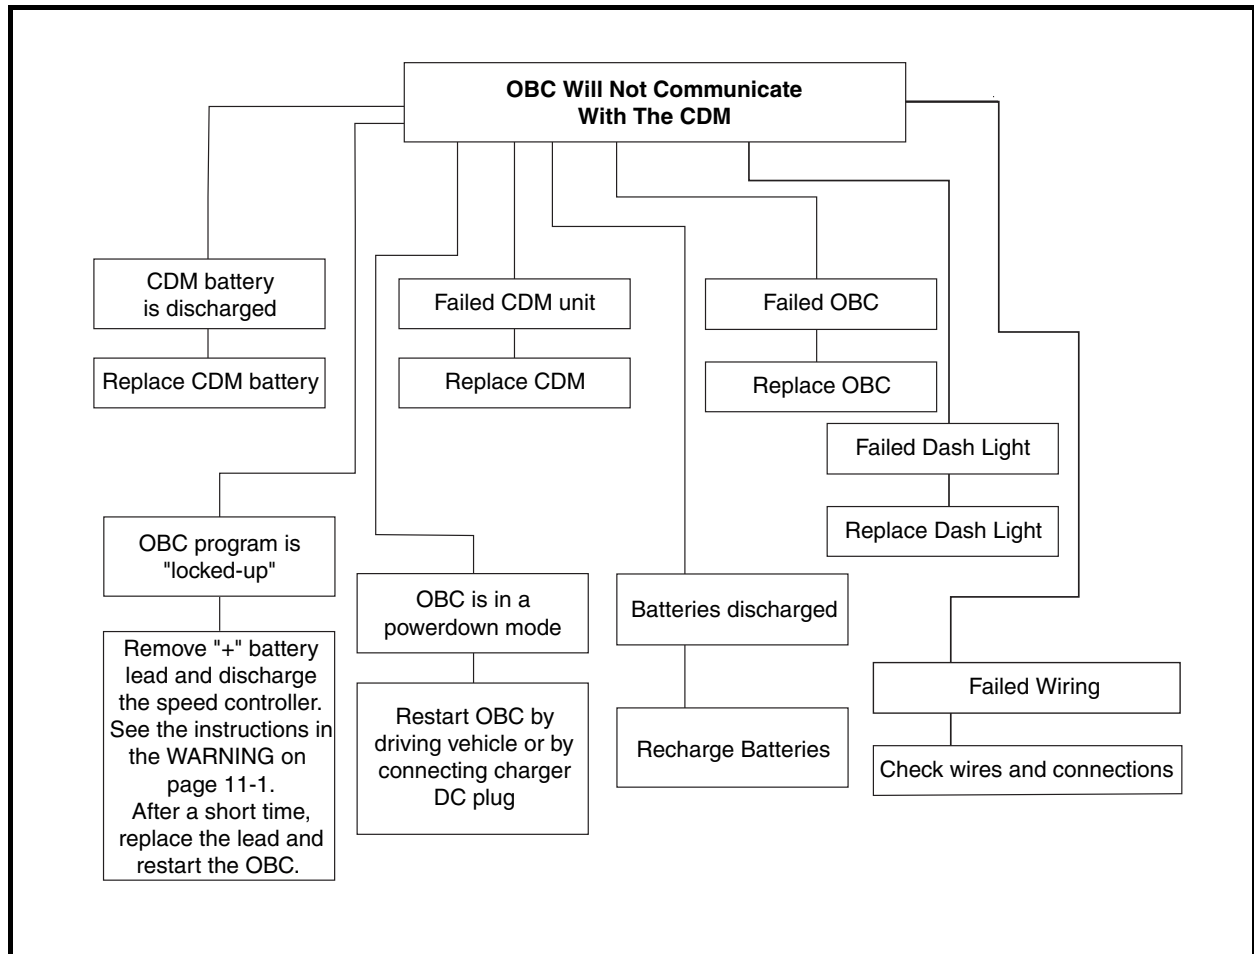 OBC Will Not Communicate
With The CDM
CDM battery
is discharged
Replace CDM battery
Failed CDM unit
Replace CDM
Failed OBC
Replace OBC
Failed Dash Light
Replace Dash Light
OBC program is
"locked-up"
Remove "+" battery
lead and discharge
the speed controller.
See the instructions in
the WARNING on
page 11-1.
After a short time,
replace the lead and
restart the OBC.
OBC is in a
powerdown mode
Restart OBC by
driving vehicle or by
connecting charger
DC plug
Batteries discharged
Recharge Batteries
Failed Wiring
Check wires and connections